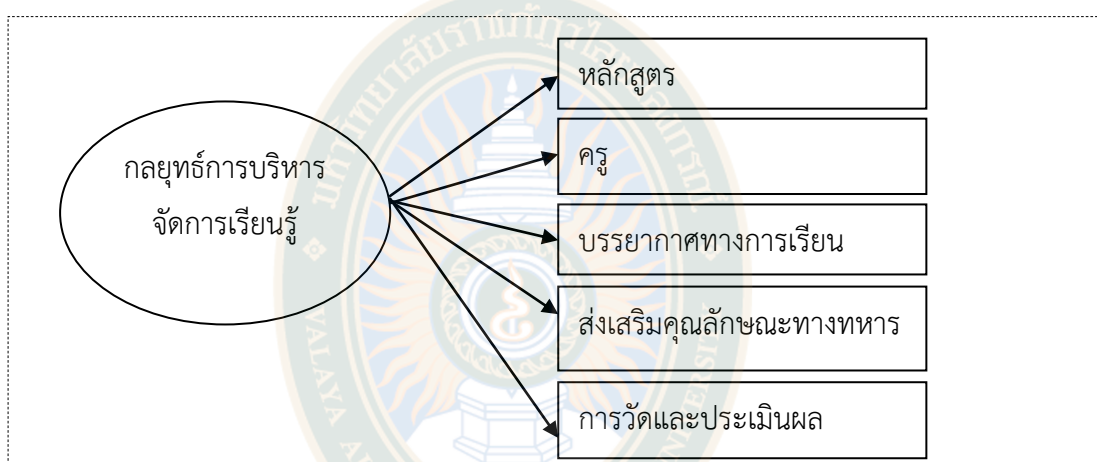 กลยุทธ์การบริหาร
จัดการเรียนรู้
หลักสูตร
ครู
บรรยากาศทางการเรียน
ส่งเสริมคุณลักษณะทางทหาร
การวัดและประเมินผล